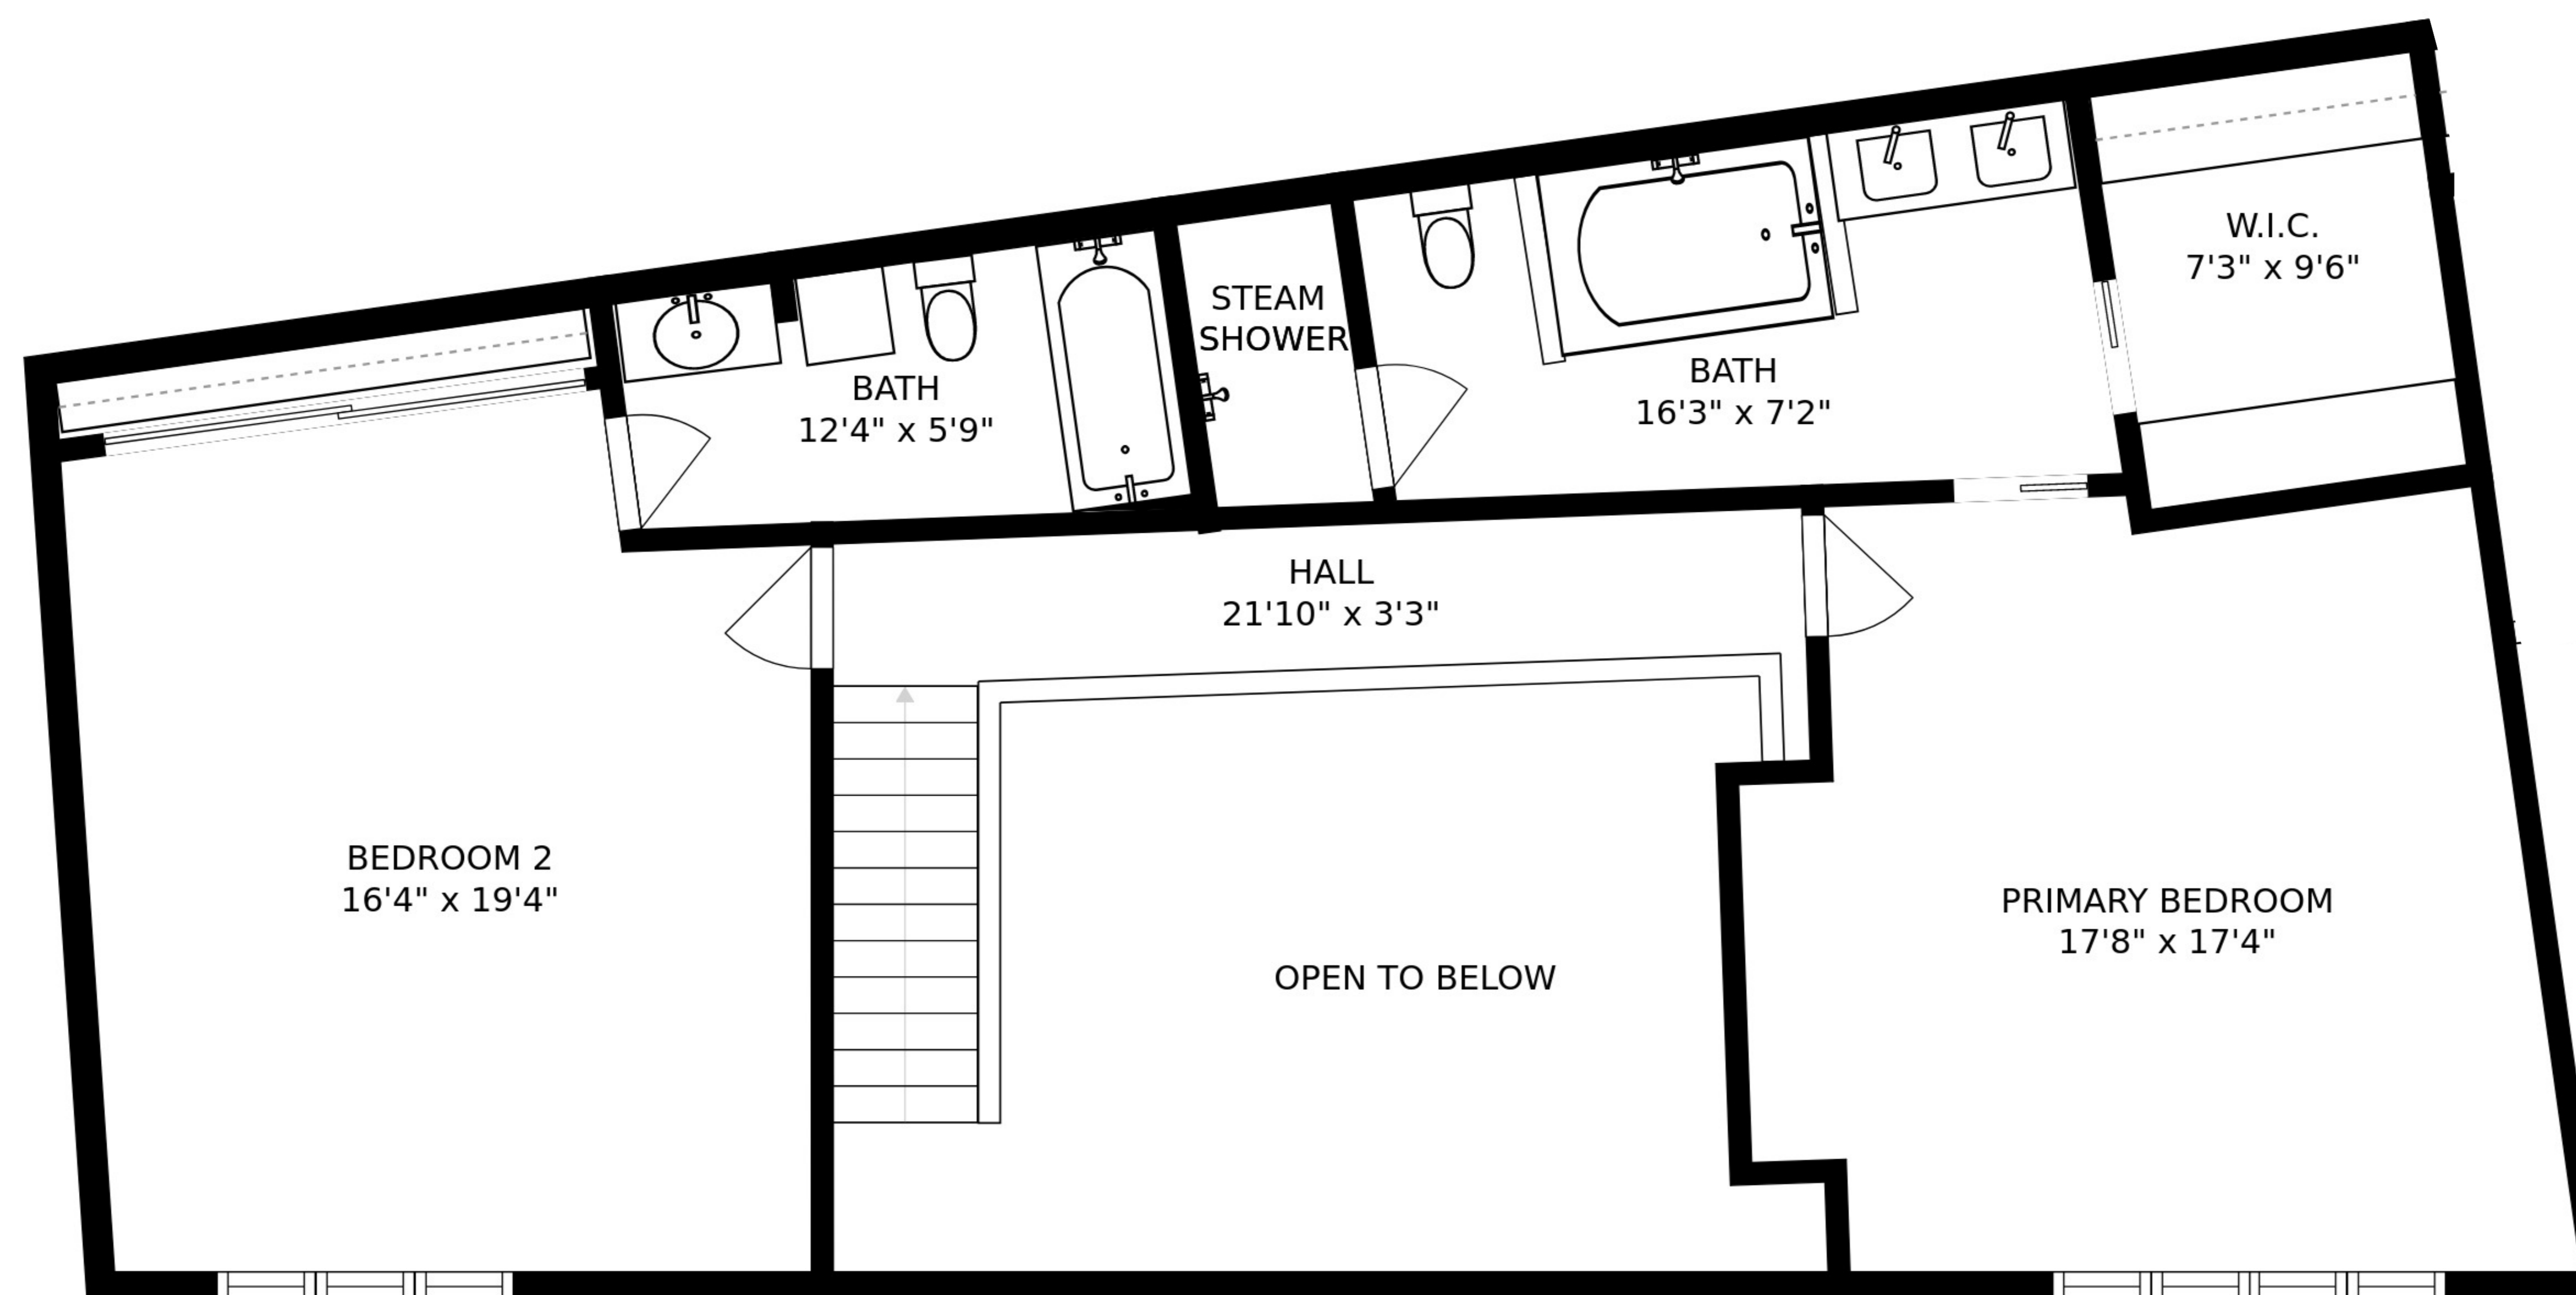 W.I.C.
7'3" x 9'6"
STEAM
SHOWER
BATH
12'4" x 5'9"
BATH
16'3" x 7'2"
HALL
21'10" x 3'3"
BEDROOM 2
16'4" x 19'4"
PRIMARY BEDROOM
17'8" x 17'4"
OPEN TO BELOW